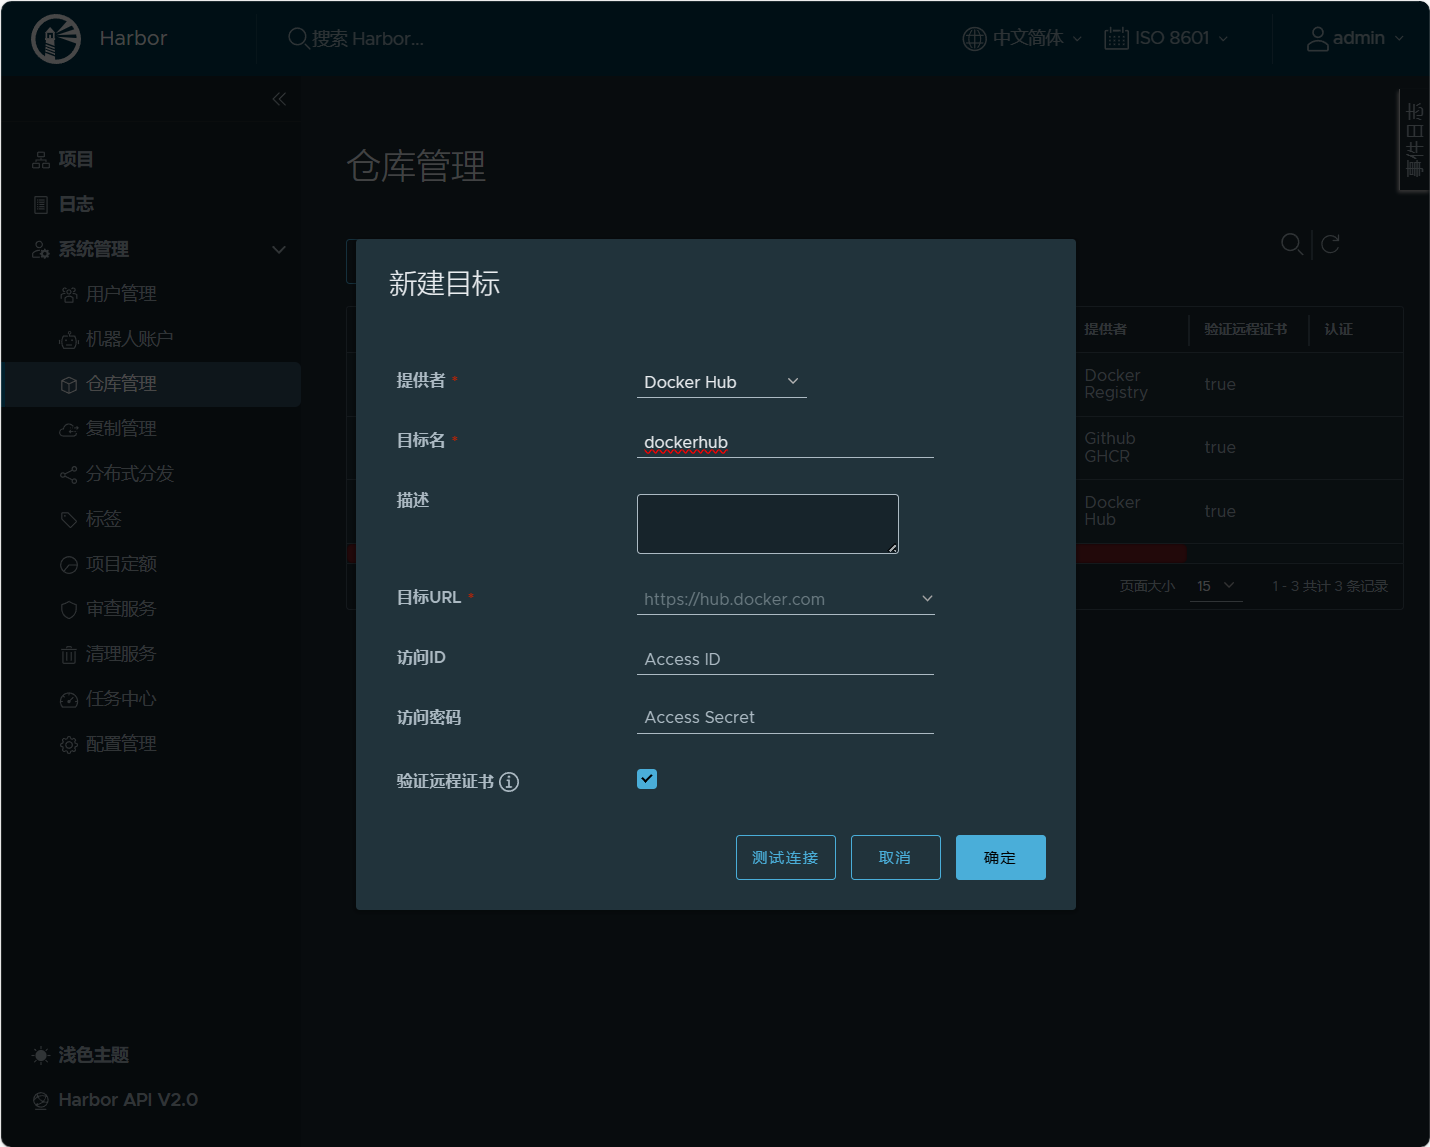 Harbor
搜索 Harbor...
中文简体
ISO 8601
admin
事件日志
项目
日志
系统管理
用户管理
机器人账户
仓库管理
复制管理
分布式分发
标签
项目定额
审查服务
清理服务
任务中心
配置管理
浅色主题
Harbor API V2.0
仓库管理
提供者
验证远程证书
认证
Docker
Registry
true
Github
GHCR
true
Docker
Hub
true
页面大小
15
1 - 3 共计 3 条记录
新建目标
提供者 *
Docker Hub
目标名 *
dockerhub
描述
目标URL *
https://hub.docker.com
访问ID
Access ID
访问密码
Access Secret
验证远程证书
测试连接
取消
确定